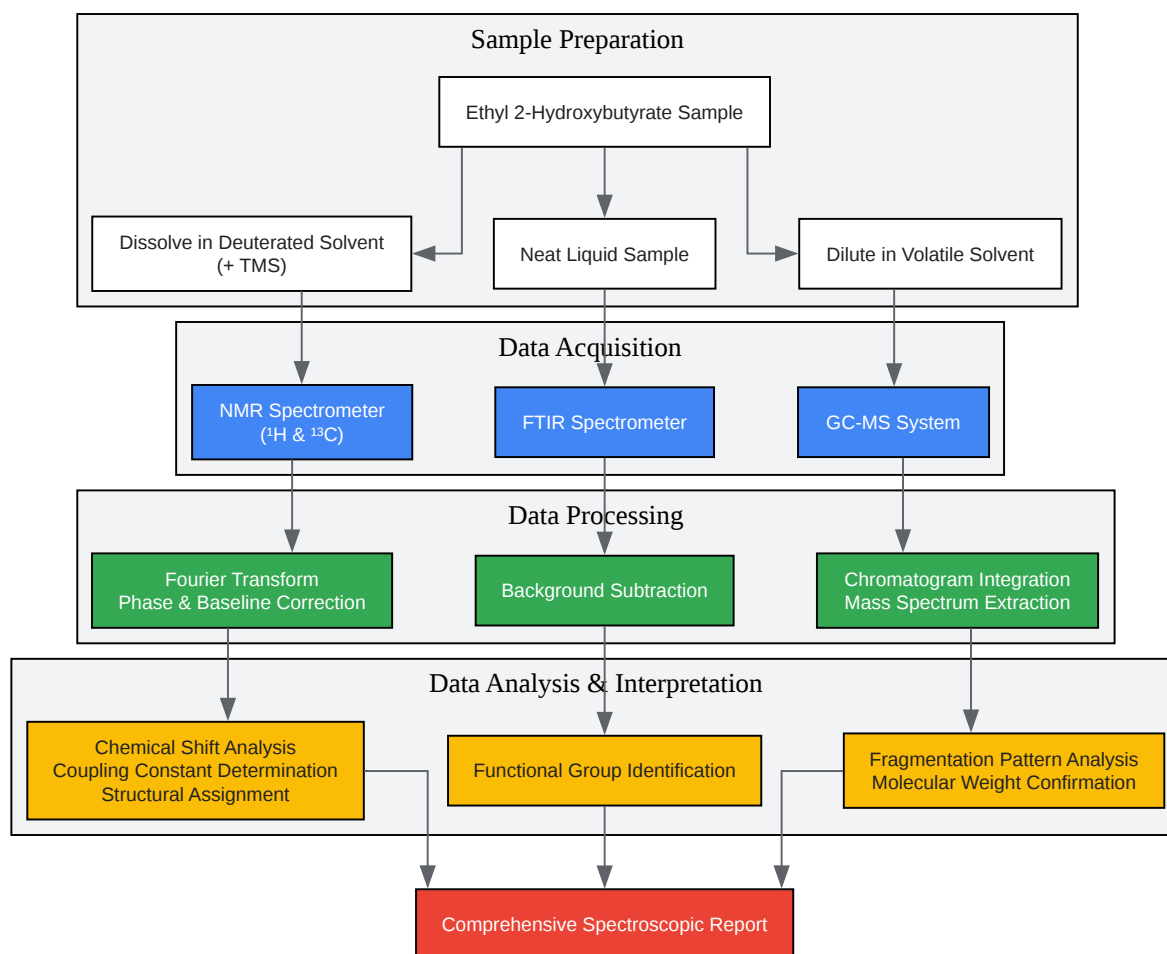 Sample Preparation
Ethyl 2-Hydroxybutyrate Sample
Dissolve in Deuterated Solvent
(+ TMS)
Neat Liquid Sample
Dilute in Volatile Solvent
Data Acquisition
NMR Spectrometer
(¹H & ¹³C)
FTIR Spectrometer
GC-MS System
Data Processing
Fourier Transform
Phase & Baseline Correction
Background Subtraction
Chromatogram Integration
Mass Spectrum Extraction
Data Analysis & Interpretation
Chemical Shift Analysis
Coupling Constant Determination
Structural Assignment
Functional Group Identification
Fragmentation Pattern Analysis
Molecular Weight Confirmation
Comprehensive Spectroscopic Report